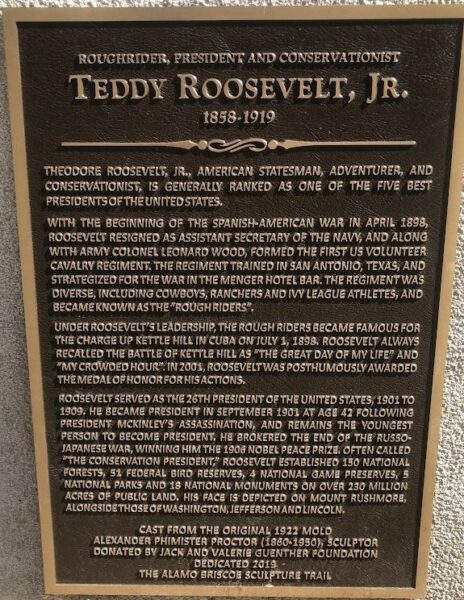 ROUGHRIDER, PRESIDENT AND CONSERVATIONIST
TEDDY ROOSEVELT, JR.
1858-1919
THEODORE ROOSEVELT, JR., AMERICAN STATESMAN, ADVENTURER, AND
CONSERVATIONIST, IS GENERALLY RANKED AS ONE OF THE FIVE BEST
PRESIDENTS OF THE UNITED STATES.
WITH THE BEGINNING OF THE SPANISH-AMERICAN WAR IN APRIL 1898,
ROOSEVELT RESIGNED AS ASSISTANT SECRETARY OF THE NAVY, AND ALONG
WITH ARMY COLONEL LEONARD WOOD, FORMED THE FIRST US VOLUNTEER
CAVALRY REGIMENT. THE REGIMENT TRAINED IN SAN ANTONIO, TEXAS, AND
STRATEGIZED FOR THE WAR IN THE MENGER HOTEL BAR. THE REGIMENT WAS
DIVERSE, INCLUDING COWBOYS, RANCHERS AND IVY LEAGUE ATHLETES, AND
BECAME KNOWN AS THE "ROUGH RIDERS".
UNDER ROOSEVELT'S LEADERSHIP, THE ROUGH RIDERS BECAME FAMOUS FOR
THE CHARGE UP KETTLE HILL IN CUBA ON JULY 1, 1898. ROOSEVELT ALWAYS
RECALLED THE BATTLE OF KETTLE HILL AS "THE GREAT DAY OF MY LIFE" AND
"MY CROWDED HOUR". IN 2001, ROOSEVELT WAS POSTHUMOUSLY AWARDED
THE MEDAL OF HONOR FOR HIS ACTIONS.
ROOSEVELT SERVED AS THE 26TH PRESIDENT OF THE UNITED STATES, 1901 TO
1909. HE BECAME PRESIDENT IN SEPTEMBER 1901 AT AGE 42 FOLLOWING
PRESIDENT MCKINLEY'S ASSASSINATION, AND REMAINS THE YOUNGEST
PERSON TO BECOME PRESIDENT. HE BROKERED THE END OF THE RUSSO-
JAPANESE WAR, WINNING HIM THE 1906 NOBEL PEACE PRIZE. OFTEN CALLED
"THE CONSERVATION PRESIDENT," ROOSEVELT ESTABLISHED 150 NATIONAL
FORESTS, 51 FEDERAL BIRD RESERVES, 4 NATIONAL GAME PRESERVES, 5
NATIONAL PARKS AND 18 NATIONAL MONUMENTS ON OVER 230 MILLION
ACRES OF PUBLIC LAND. HIS FACE IS DEPICTED ON MOUNT RUSHMORE,
ALONGSIDE THOSE OF WASHINGTON, JEFFERSON AND LINCOLN.
CAST FROM THE ORIGINAL 1922 MOLD
ALEXANDER PHIMISTER PROCTOR (1860-1950), SCULPTOR
DONATED BY JACK AND VALERIE GUENTHER FOUNDATION
DEDICATED 2019
THE ALAMO BRISCOE SCULPTURE TRAIL